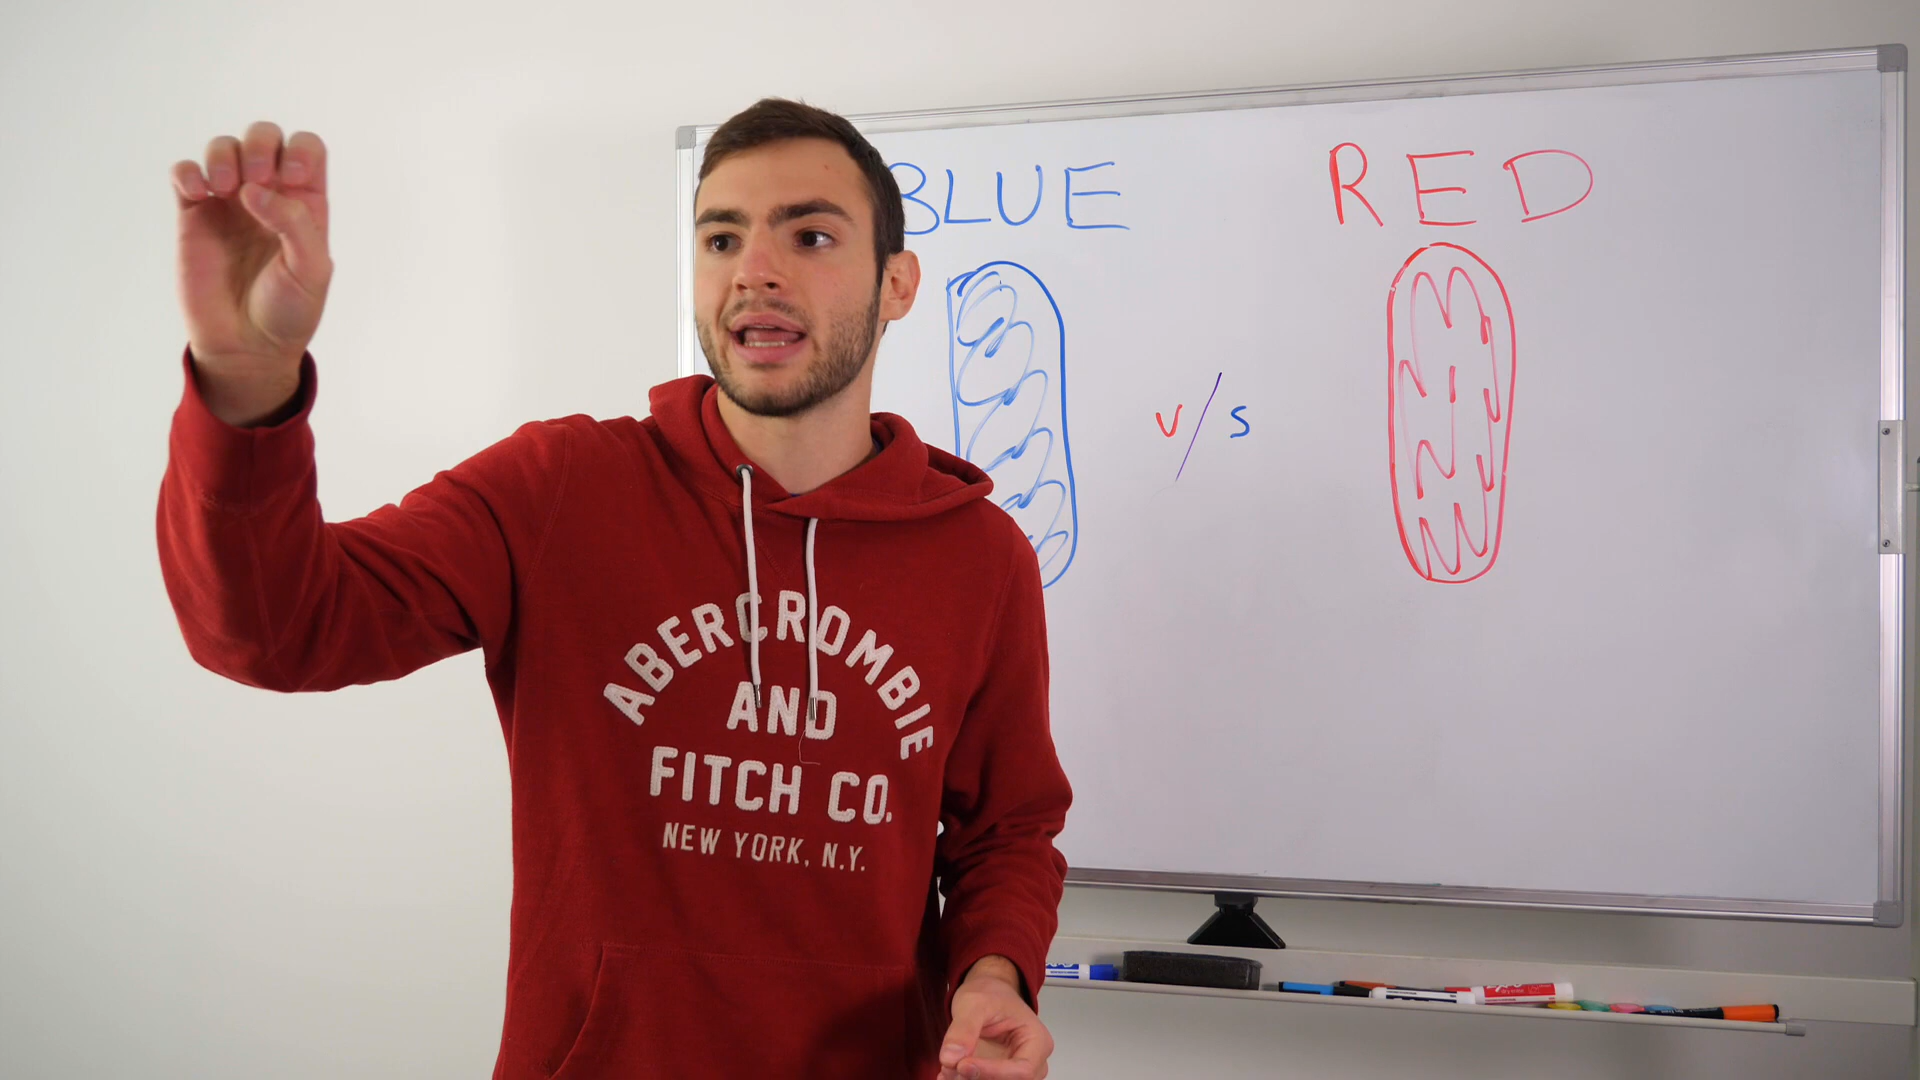 BLUE
RED
v/s
ABERCROMBIE
AND
FITCH CO.
NEW YORK, N.Y.